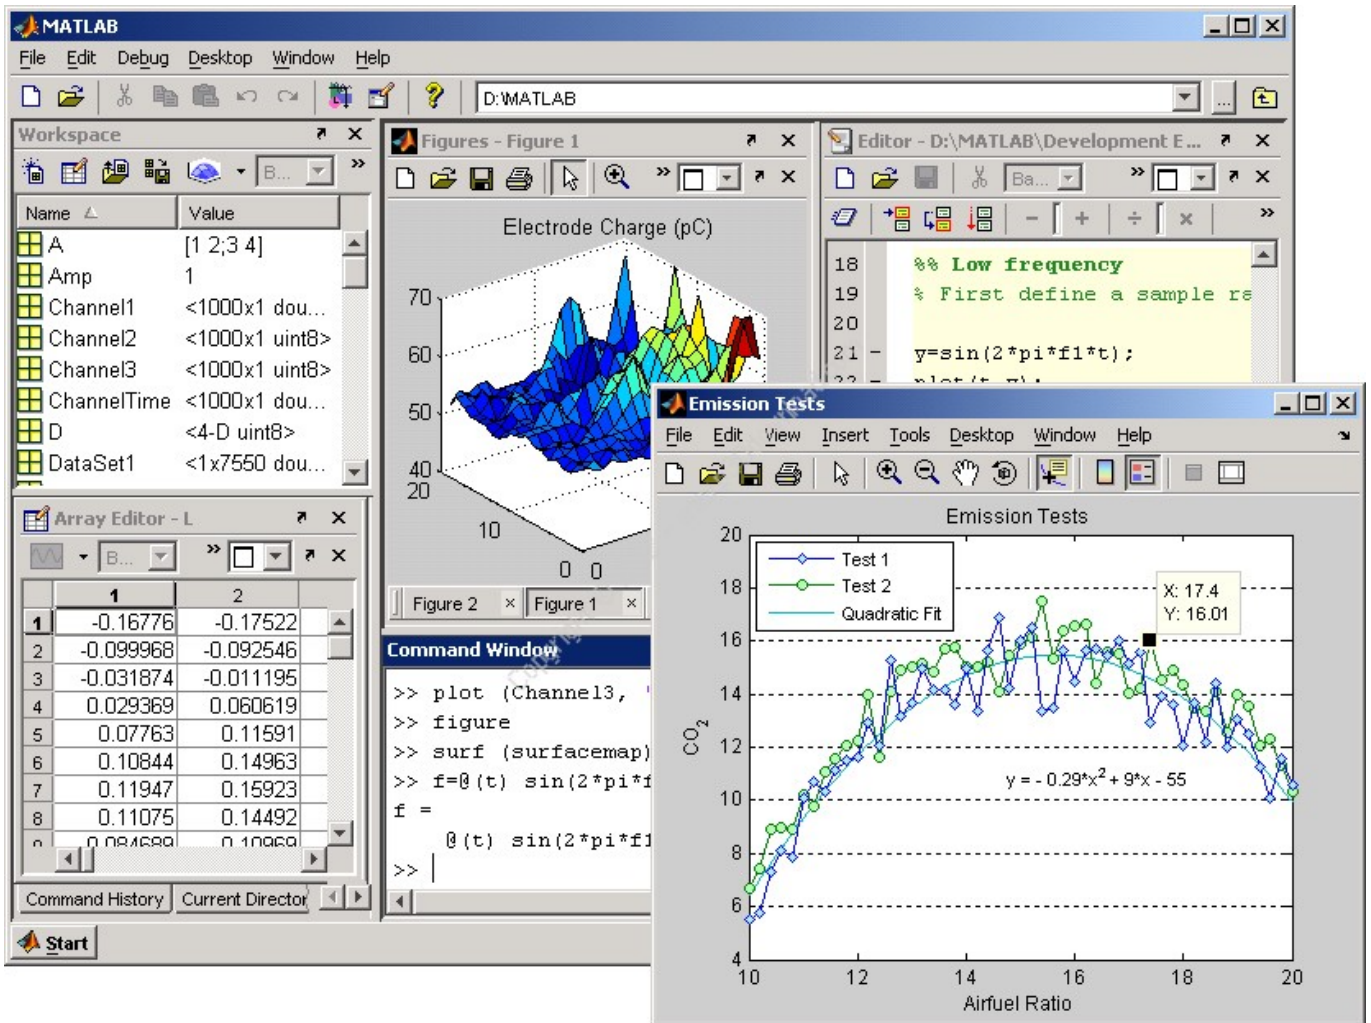 MATLAB
File Edit Debug Desktop Window Help
D:\MATLAB
...
Workspace
B...
Name Value
A [1 2;3 4]
Amp 1
Channel1 <1000x1 dou...
Channel2 <1000x1 uint8>
Channel3 <1000x1 uint8>
ChannelTime <1000x1 dou...
D <4-D uint8>
DataSet1 <1x7550 dou...
Array Editor - L
B...
1 2
1 -0.16776 -0.17522
2 -0.099968 -0.092546
3 -0.031874 -0.011195
4 0.029369 0.060619
5 0.07763 0.11591
6 0.10844 0.14963
7 0.11947 0.15923
8 0.11075 0.14492
0.084689 0.10969
Command History Current Director
Start
Figures - Figure 1
Electrode Charge (pC)
70
60
50
40
20
10
0 0
Figure 2 Figure 1
Command Window
>> plot (Channel3, '
>> figure
>> surf (surfacemap)
>> f=@(t) sin(2*pi*f
f =
@(t) sin(2*pi*f1
>>
Editor - D:\MATLAB\Development E...
Ba...
18 %% Low frequency
19 % First define a sample ra
20
21 - y=sin(2*pi*f1*t);
22 - plot(t,y);
Emission Tests
File Edit View Insert Tools Desktop Window Help
Emission Tests
20
18
16
14
12
10
8
6
4
CO2
Test 1
Test 2
Quadratic Fit
X: 17.4
Y: 16.01
y = - 0.29*x2 + 9*x - 55
10 12 14 16 18 20
Airfuel Ratio